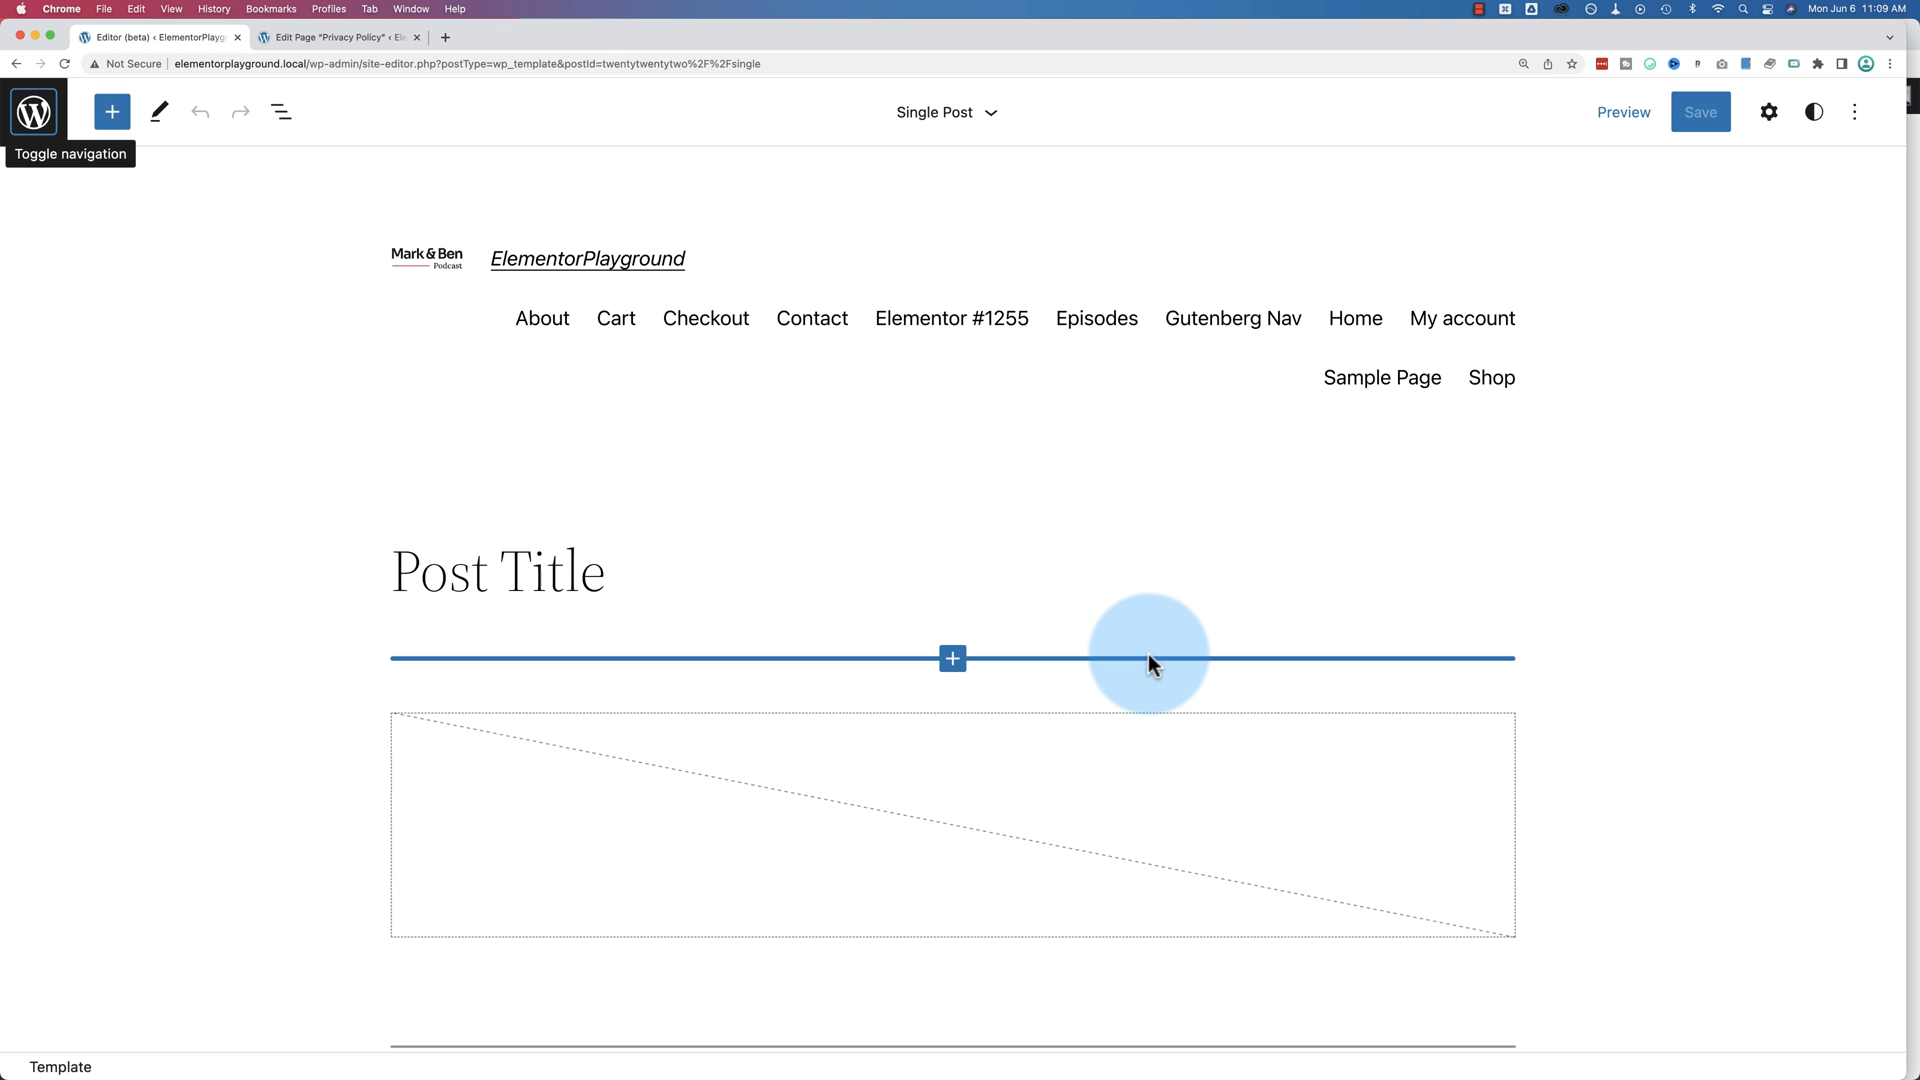 Chrome File Edit View History Bookmarks Profiles Tab Window Help Mon Jun 6 11:09 AM
Editor (beta) ‹ ElementorPlayg Edit Page “Privacy Policy” ‹ Ele
Not Secure elementorplayground.local/wp-admin/site-editor.php?postType=wp_template&postId=twentytwentytwo%2F%2Fsingle
Single Post Preview Save
Toggle navigation
Mark & Ben
Podcast
ElementorPlayground
About Cart Checkout Contact Elementor #1255 Episodes Gutenberg Nav Home My account
Sample Page Shop
Post Title
Template